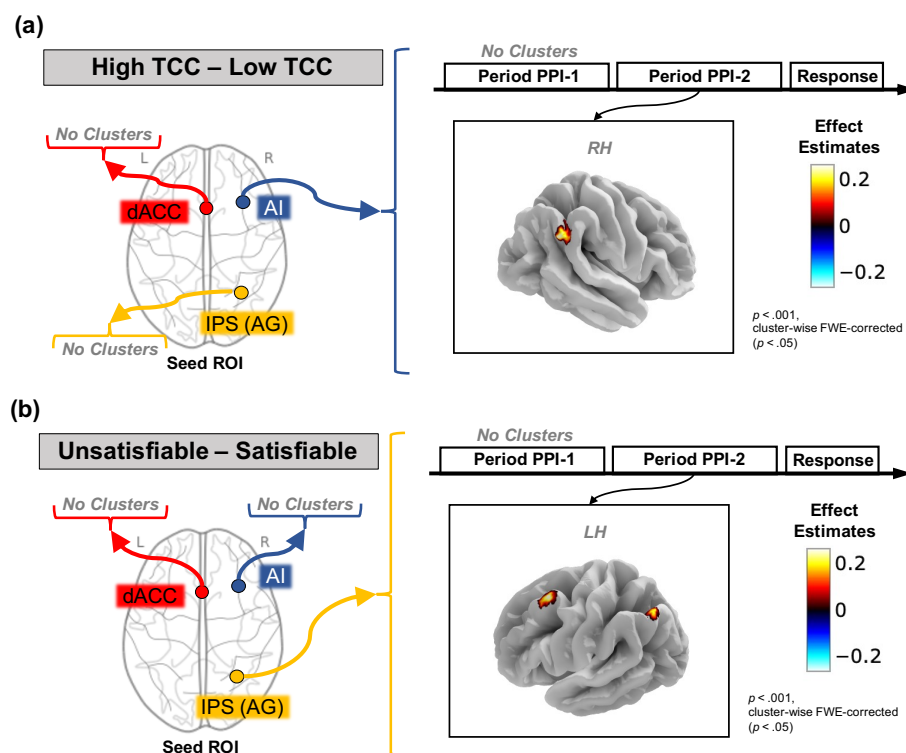 (a)
High TCC – Low TCC
No Clusters
Period PPI-1
Period PPI-2
Response
No Clusters
L
R
dACC
AI
IPS (AG)
No Clusters
Seed ROI
RH
Effect
Estimates
0.2
0
−0.2
p < .001,
cluster-wise FWE-corrected
(p < .05)
(b)
Unsatisfiable – Satisfiable
No Clusters
Period PPI-1
Period PPI-2
Response
No Clusters
No Clusters
L
R
dACC
AI
IPS (AG)
Seed ROI
LH
Effect
Estimates
0.2
0
−0.2
p < .001,
cluster-wise FWE-corrected
(p < .05)